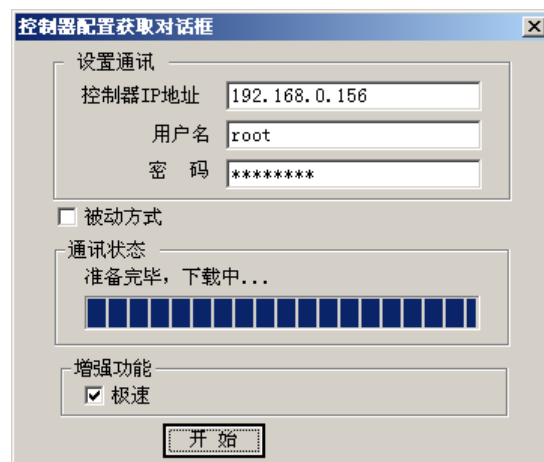 控制器配置获取对话框
设置通讯
控制器IP地址 192.168.0.156
用户名 root
密 码 ********
被动方式
通讯状态
准备完毕，下载中...
增强功能
极速
开 始